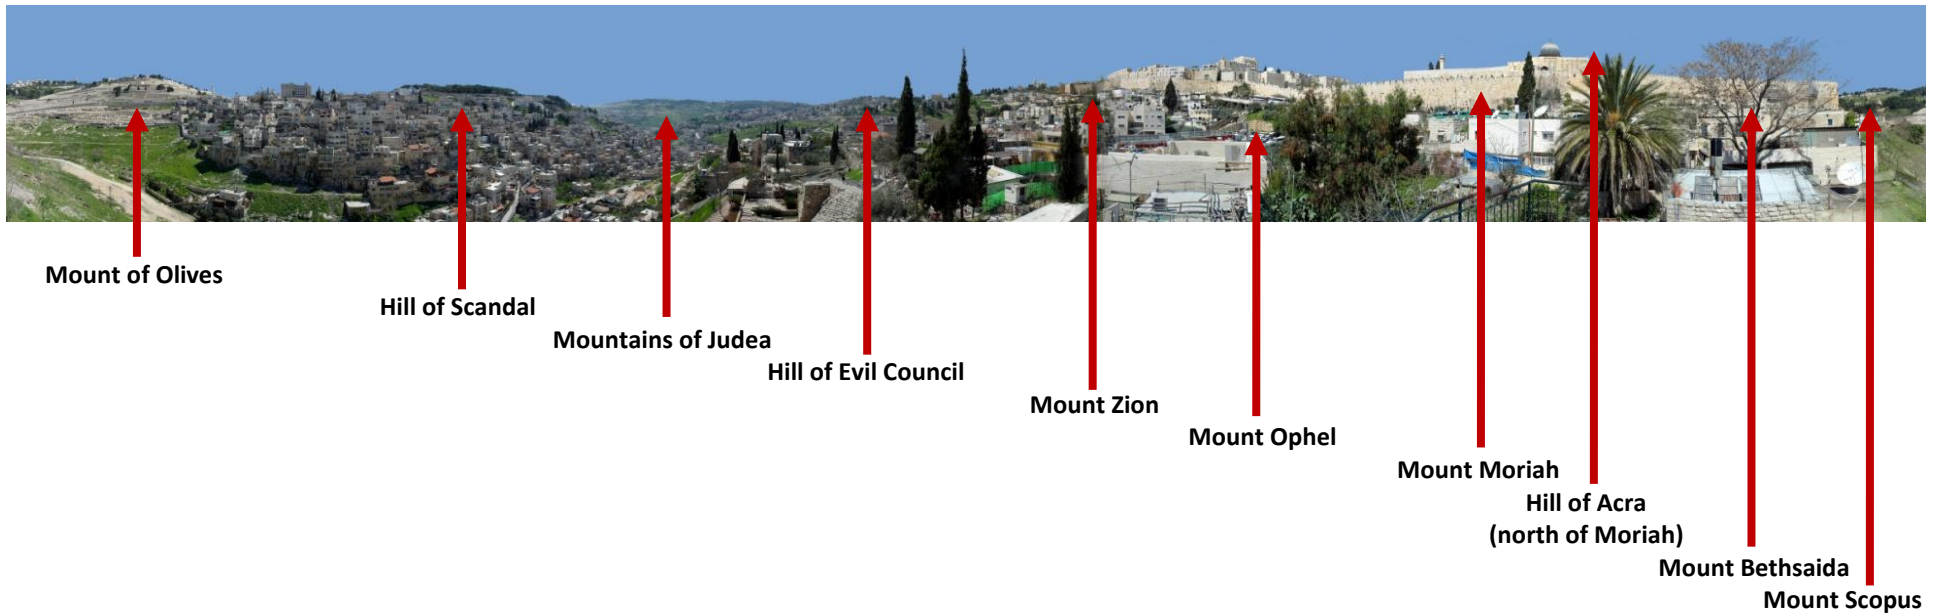 Mount of Olives
Hill of Scandal
Mountains of Judea
Hill of Evil Council
Mount Zion
Mount Ophel
Mount Moriah
Hill of Acra
(north of Moriah)
Mount Bethsaida
Mount Scopus